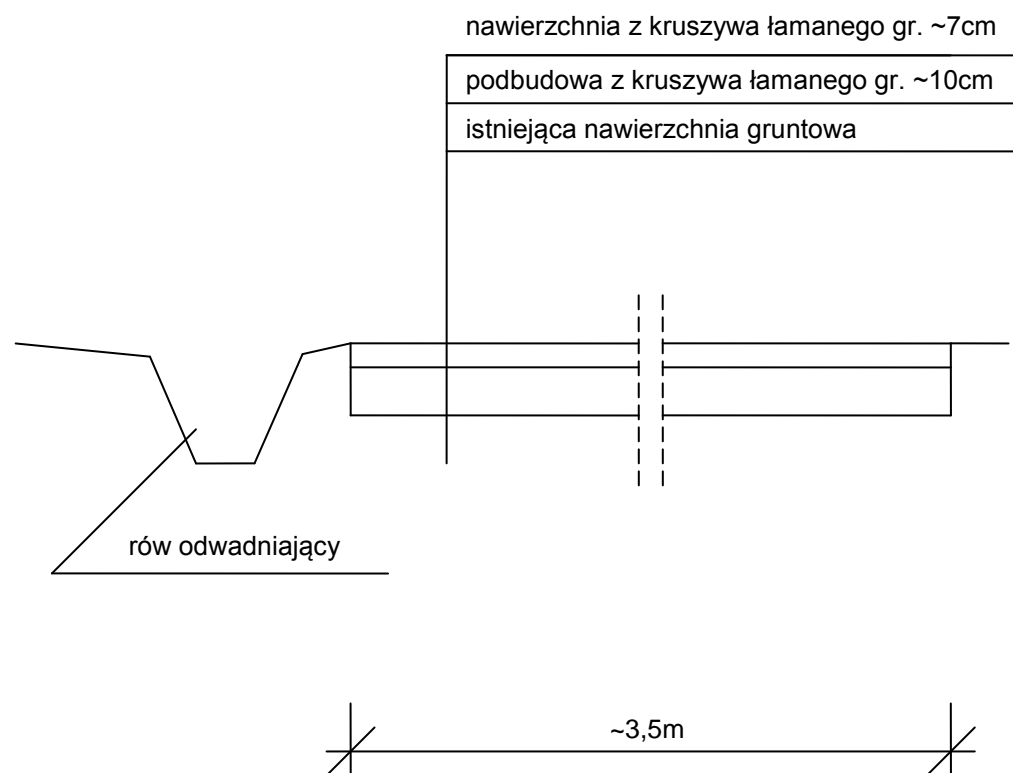 nawierzchnia z kruszywa łamanego gr. ~7cm
podbudowa z kruszywa łamanego gr. ~10cm
istniejąca nawierzchnia gruntowa
rów odwadniający
~3,5m